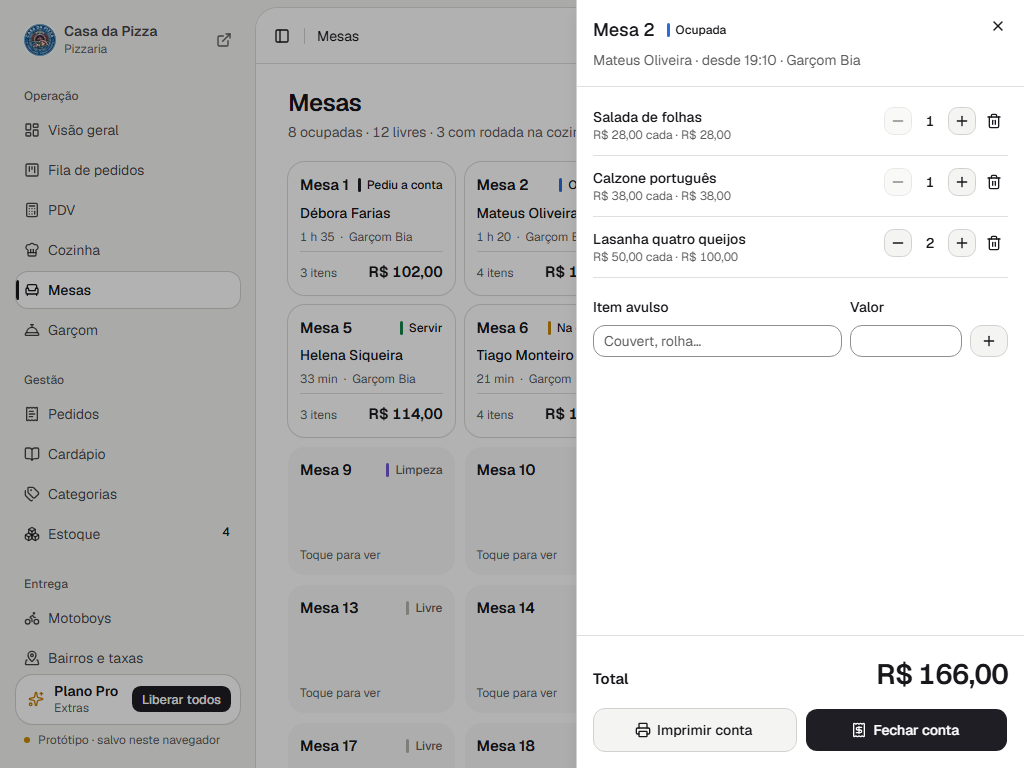 Casa da Pizza
Pizzaria
Operação
Visão geral
Fila de pedidos
PDV
Cozinha
Mesas
Garçom
Gestão
Pedidos
Cardápio
Categorias
Estoque 4
Entrega
Motoboys
Bairros e taxas
Plano Pro
Extras
Liberar todos
Protótipo · salvo neste navegador
Mesas
Mesas
8 ocupadas · 12 livres · 3 com rodada na cozin
Mesa 1 Pediu a conta
Débora Farias
1 h 35 · Garçom Bia
3 itens R$ 102,00
Mesa 2 O
Mateus Oliveira
1 h 20 · Garçom B
4 itens R$ 1
Mesa 5 Servir
Helena Siqueira
33 min · Garçom Bia
3 itens R$ 114,00
Mesa 6 Na
Tiago Monteiro
21 min · Garçom
4 itens R$ 1
Mesa 9 Limpeza
Toque para ver
Mesa 10
Toque para ver
Mesa 13 Livre
Toque para ver
Mesa 14
Toque para ver
Mesa 17 Livre
Mesa 18
Mesa 2 Ocupada
Mateus Oliveira · desde 19:10 · Garçom Bia
Salada de folhas
R$ 28,00 cada · R$ 28,00
1
Calzone português
R$ 38,00 cada · R$ 38,00
1
Lasanha quatro queijos
R$ 50,00 cada · R$ 100,00
2
Item avulso Valor
Couvert, rolha…
Total R$ 166,00
Imprimir conta Fechar conta